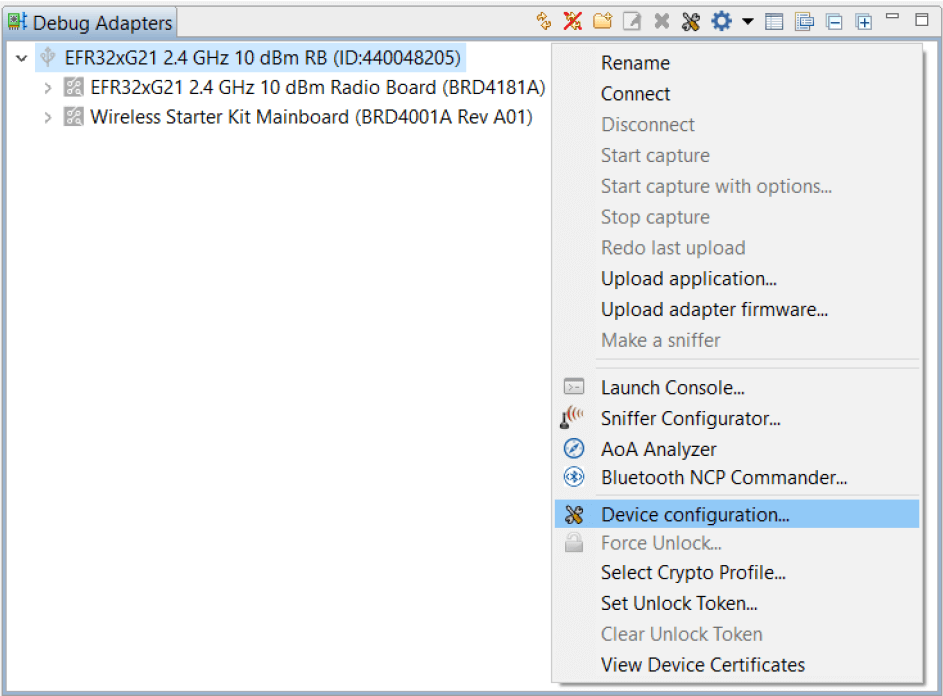 Debug Adapters
EFR32xG21 2.4 GHz 10 dBm RB (ID:440048205)
EFR32xG21 2.4 GHz 10 dBm Radio Board (BRD4181A)
Wireless Starter Kit Mainboard (BRD4001A Rev A01)
Rename
Connect
Disconnect
Start capture
Start capture with options...
Stop capture
Redo last upload
Upload application...
Upload adapter firmware...
Make a sniffer
Launch Console...
Sniffer Configurator...
AoA Analyzer
Bluetooth NCP Commander...
Device configuration...
Force Unlock...
Select Crypto Profile...
Set Unlock Token...
Clear Unlock Token
View Device Certificates